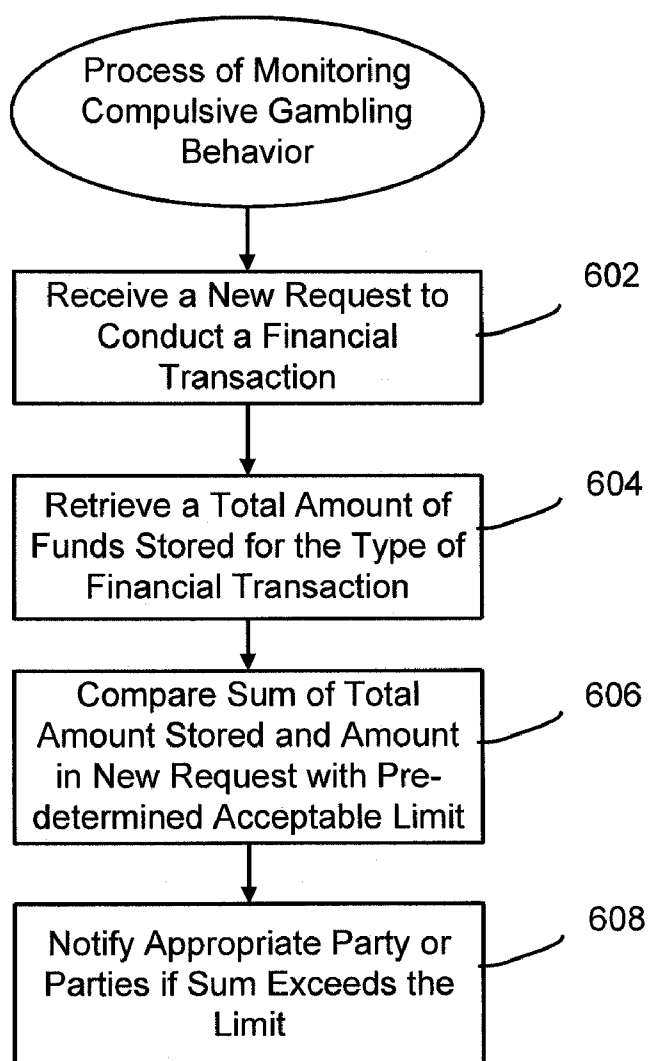 Process of Monitoring
Compulsive Gambling
Behavior
602
Receive a New Request to
Conduct a Financial
Transaction
604
Retrieve a Total Amount of
Funds Stored for the Type of
Financial Transaction
606
Compare Sum of Total
Amount Stored and Amount
in New Request with Pre-
determined Acceptable Limit
608
Notify Appropriate Party or
Parties if Sum Exceeds the
Limit